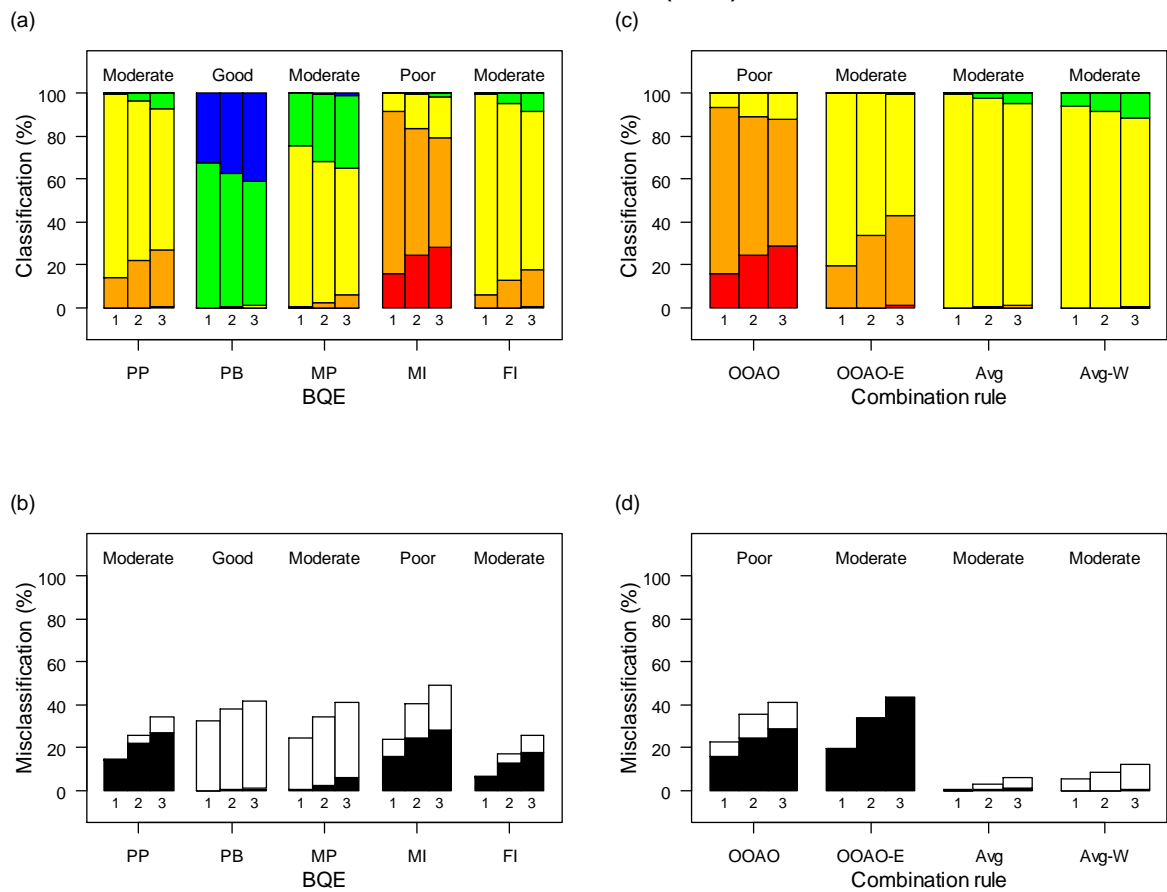 (a)
Classification (%)
100
80
60
40
20
0
Moderate Good Moderate Poor Moderate
1 2 3 1 2 3 1 2 3 1 2 3 1 2 3
PP PB MP MI FI
BQE
(c)
Classification (%)
100
80
60
40
20
0
Poor Moderate Moderate Moderate
1 2 3 1 2 3 1 2 3 1 2 3
OOAO OOAO-E Avg Avg-W
Combination rule
(b)
Misclassification (%)
100
80
60
40
20
0
Moderate Good Moderate Poor Moderate
1 2 3 1 2 3 1 2 3 1 2 3 1 2 3
PP PB MP MI FI
BQE
(d)
Misclassification (%)
100
80
60
40
20
0
Poor Moderate Moderate Moderate
1 2 3 1 2 3 1 2 3 1 2 3
OOAO OOAO-E Avg Avg-W
Combination rule